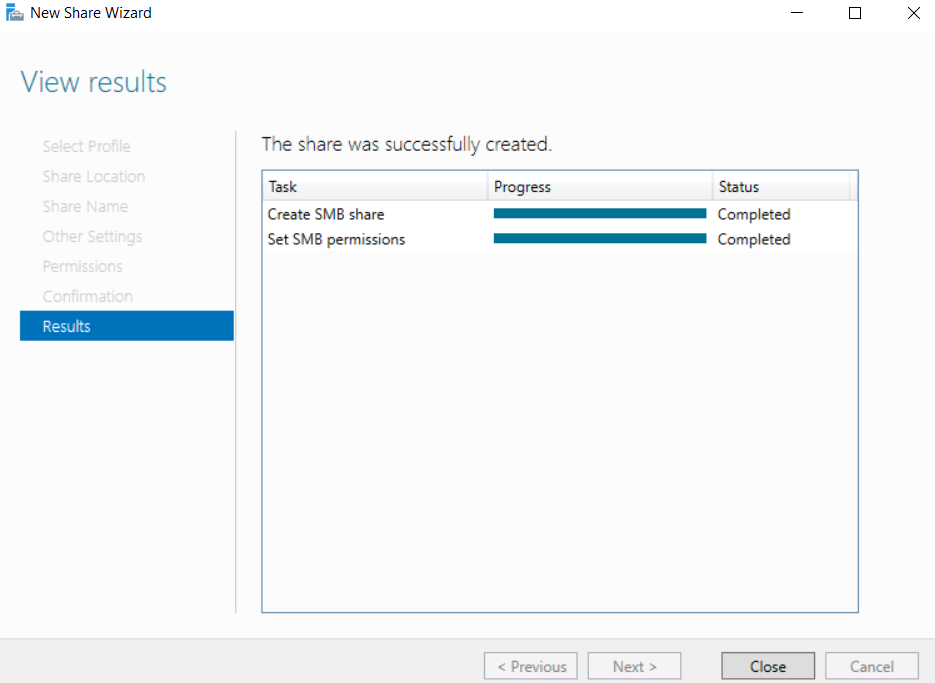 New Share Wizard
View results
Select Profile
Share Location
Share Name
Other Settings
Permissions
Confirmation
Results
The share was successfully created.
Task Progress Status
Create SMB share Completed
Set SMB permissions Completed
< Previous Next > Close Cancel